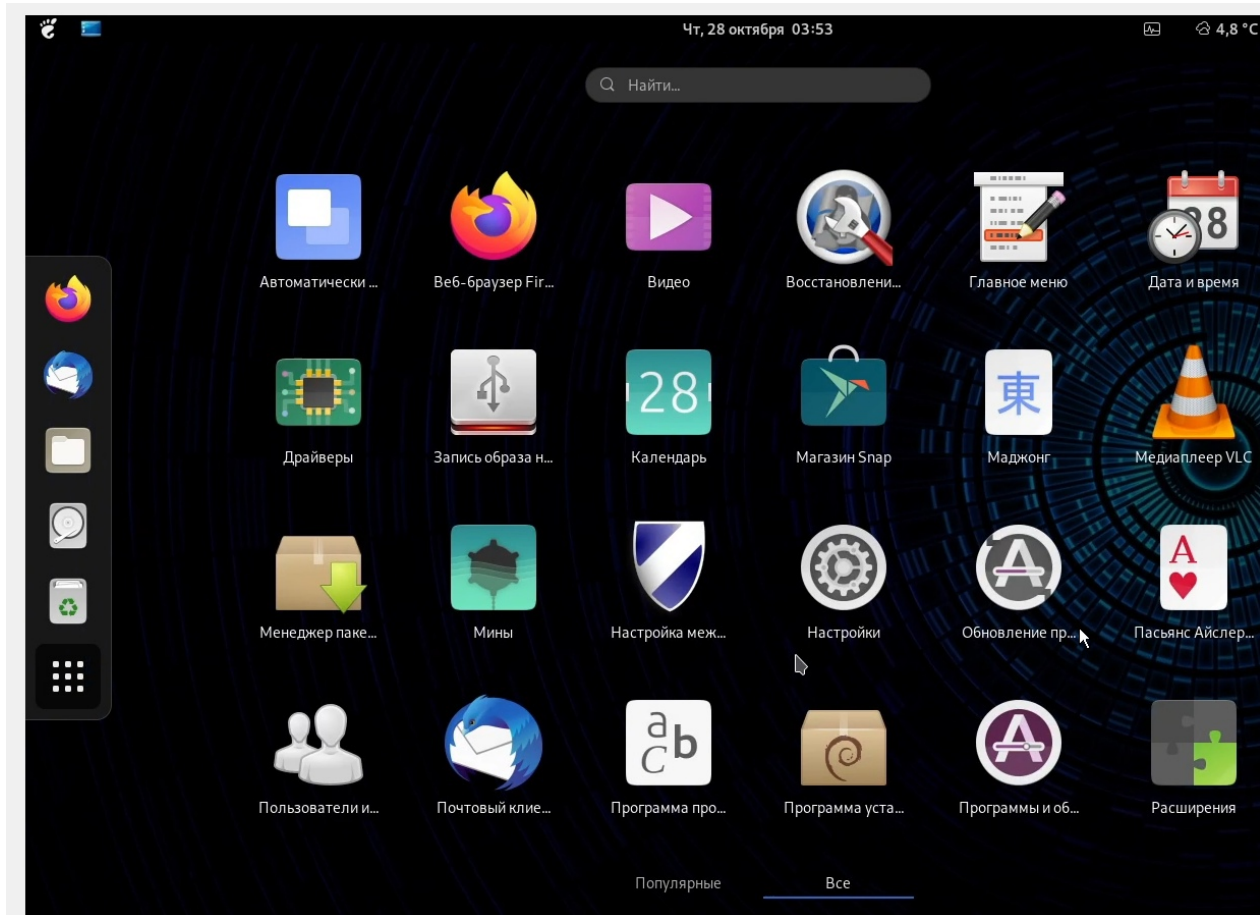 Чт, 28 октября 03:53
4,8 °C
Найти...
Автоматически ...
Веб-браузер Fir...
Видео
Восстановлени...
Главное меню
28
Дата и время
28
東
Драйверы
Запись образа н...
Календарь
Магазин Snap
Маджонг
Медиаплеер VLC
A
A
Менеджер паке...
Мины
Настройка меж...
Настройки
Обновление пр...
Пасьянс Айслер...
a b
C
A
Пользователи и...
Почтовый клие...
Программа про...
Программа уста...
Программы и об...
Расширения
Популярные
Все